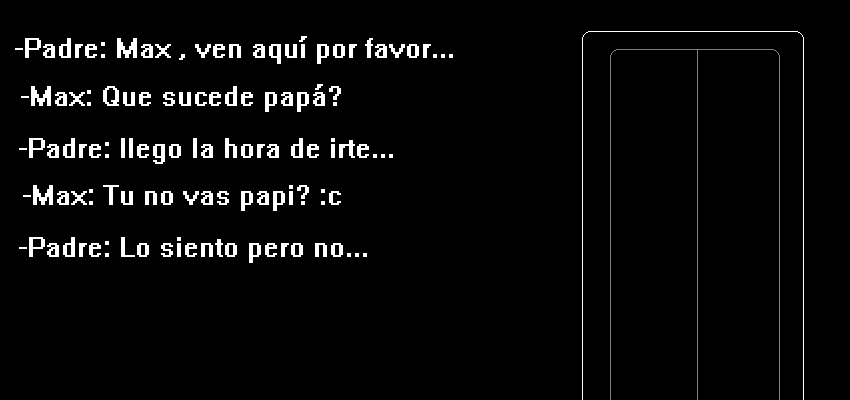 -Padre: Max , ven aquí por favor...
-Max: Que sucede papá?
-Padre: llego la hora de irte...
-Max: Tu no vas papi? :c
-Padre: Lo siento pero no...